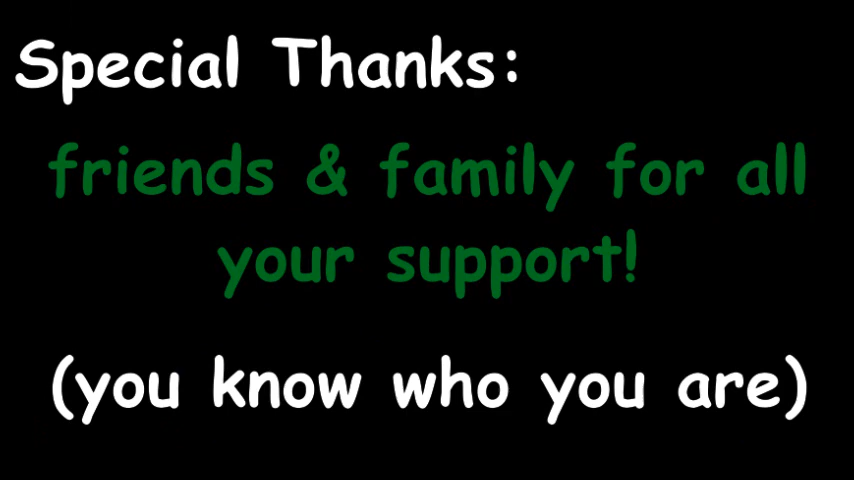 Special Thanks:
friends & family for all
your support!
(you know who you are)